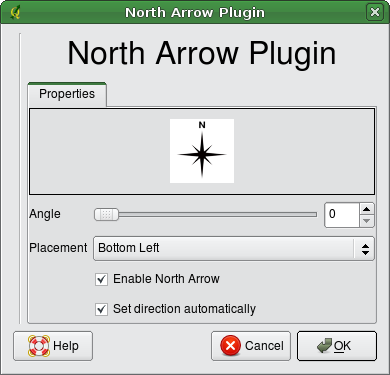 North Arrow Plugin
North Arrow Plugin
Properties
N
Angle 0
Placement Bottom Left
Enable North Arrow
Set direction automatically
Help Cancel OK